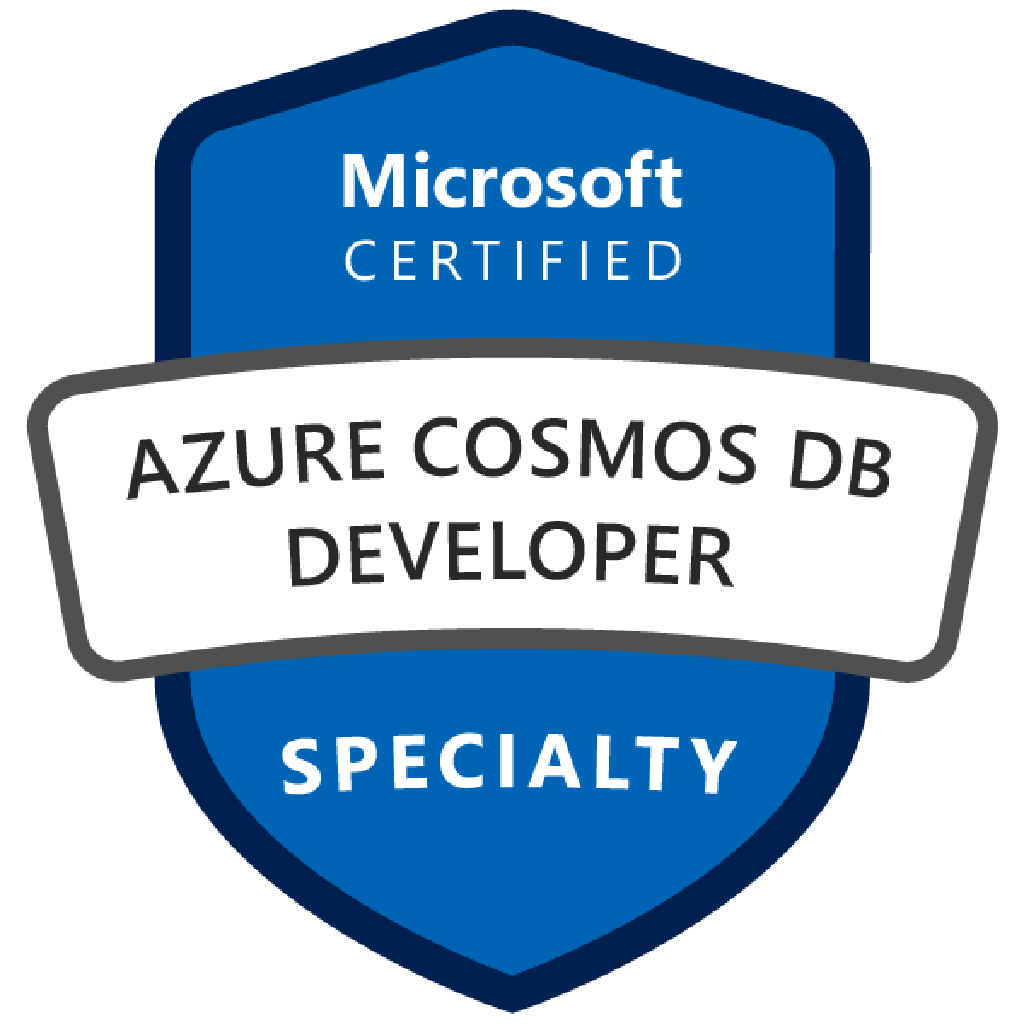 Microsoft
CERTIFIED
AZURE COSMOS DB
DEVELOPER
SPECIALTY